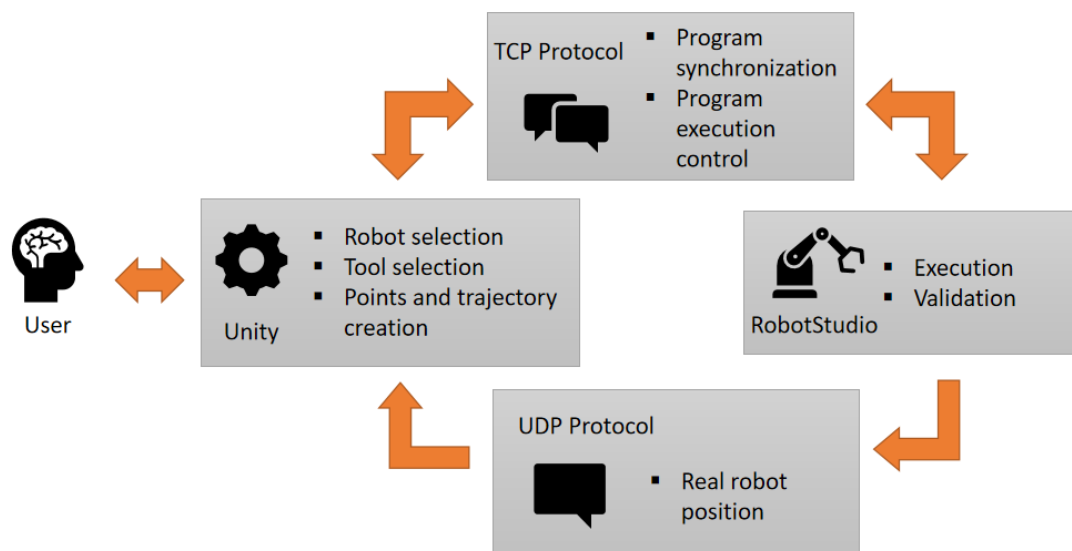 TCP Protocol
▪ Program
synchronization
▪ Program
execution
control
User
Unity
▪ Robot selection
▪ Tool selection
▪ Points and trajectory
creation
RobotStudio
▪ Execution
▪ Validation
UDP Protocol
▪ Real robot
position